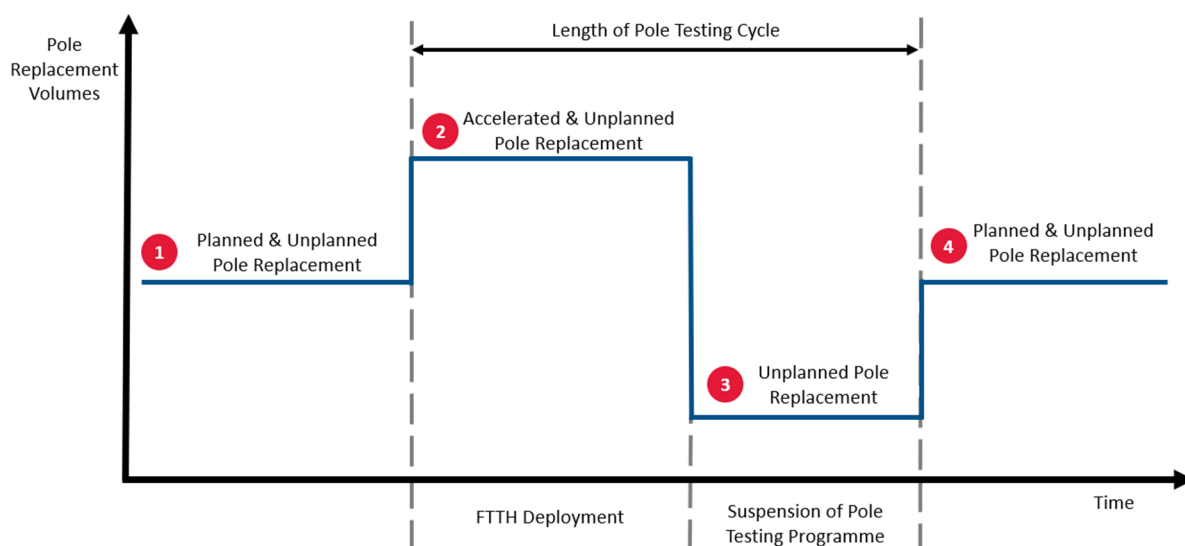 Pole
Replacement
Volumes
Length of Pole Testing Cycle
2
Accelerated & Unplanned
Pole Replacement
1
Planned & Unplanned
Pole Replacement
4
Planned & Unplanned
Pole Replacement
3
Unplanned Pole
Replacement
Time
FTTH Deployment
Suspension of Pole
Testing Programme